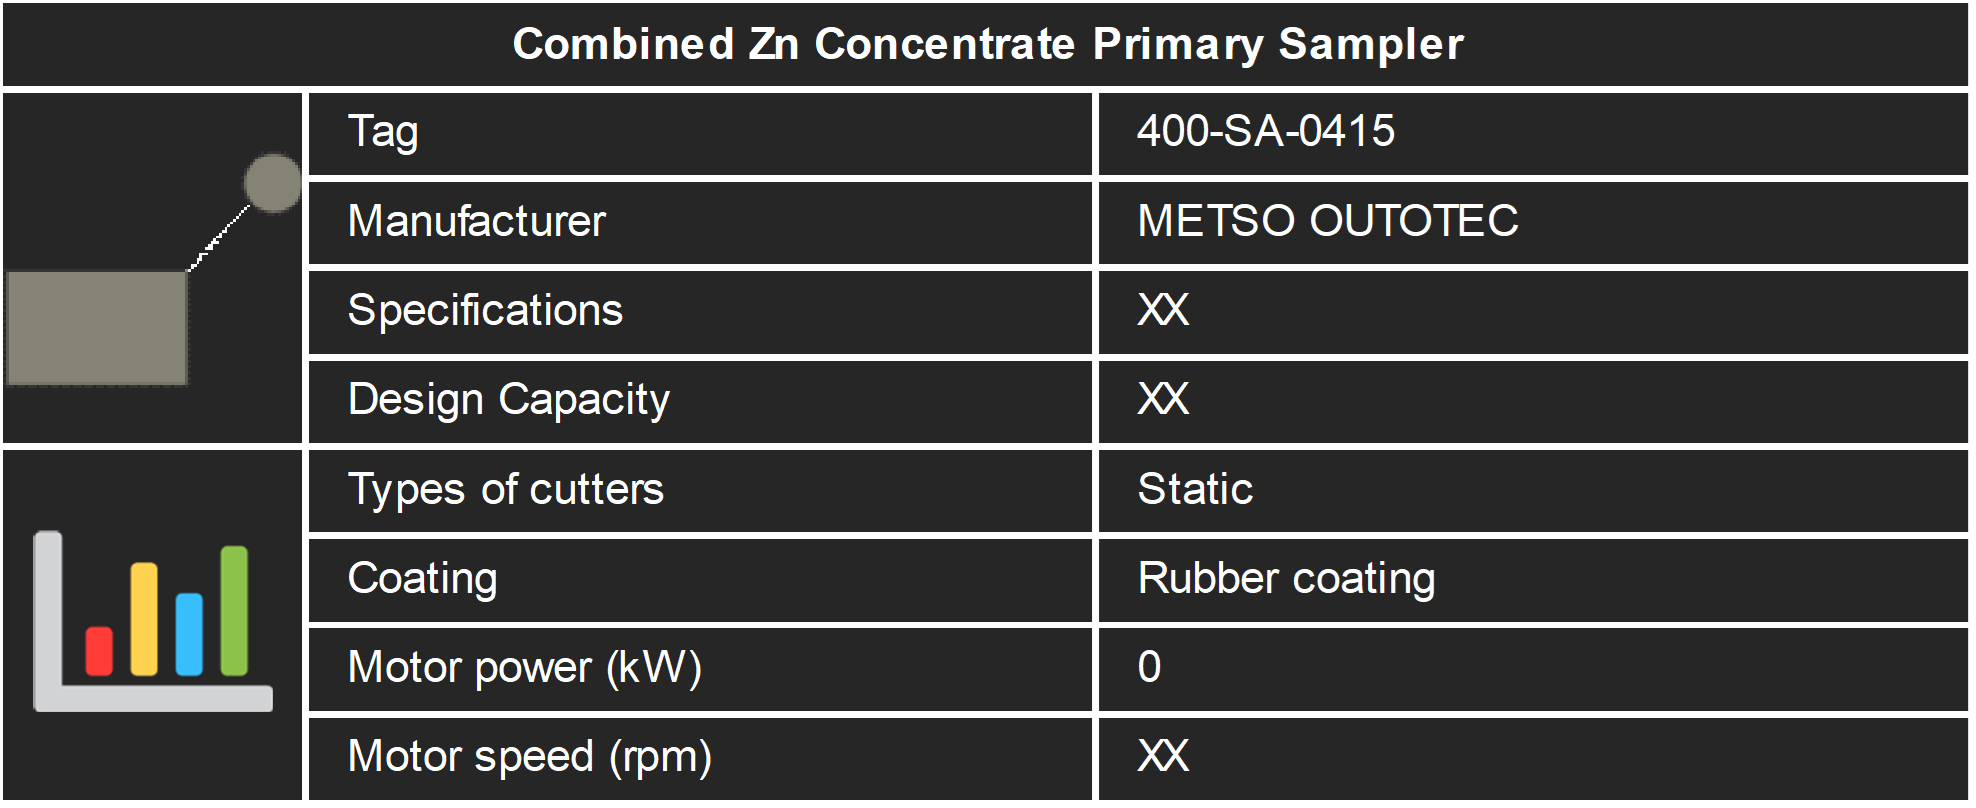 Combined Zn Concentrate Primary Sampler
Tag 400-SA-0415
Manufacturer METSO OUTOTEC
Specifications XX
Design Capacity XX
Types of cutters Static
Coating Rubber coating
Motor power (kW) 0
Motor speed (rpm) XX